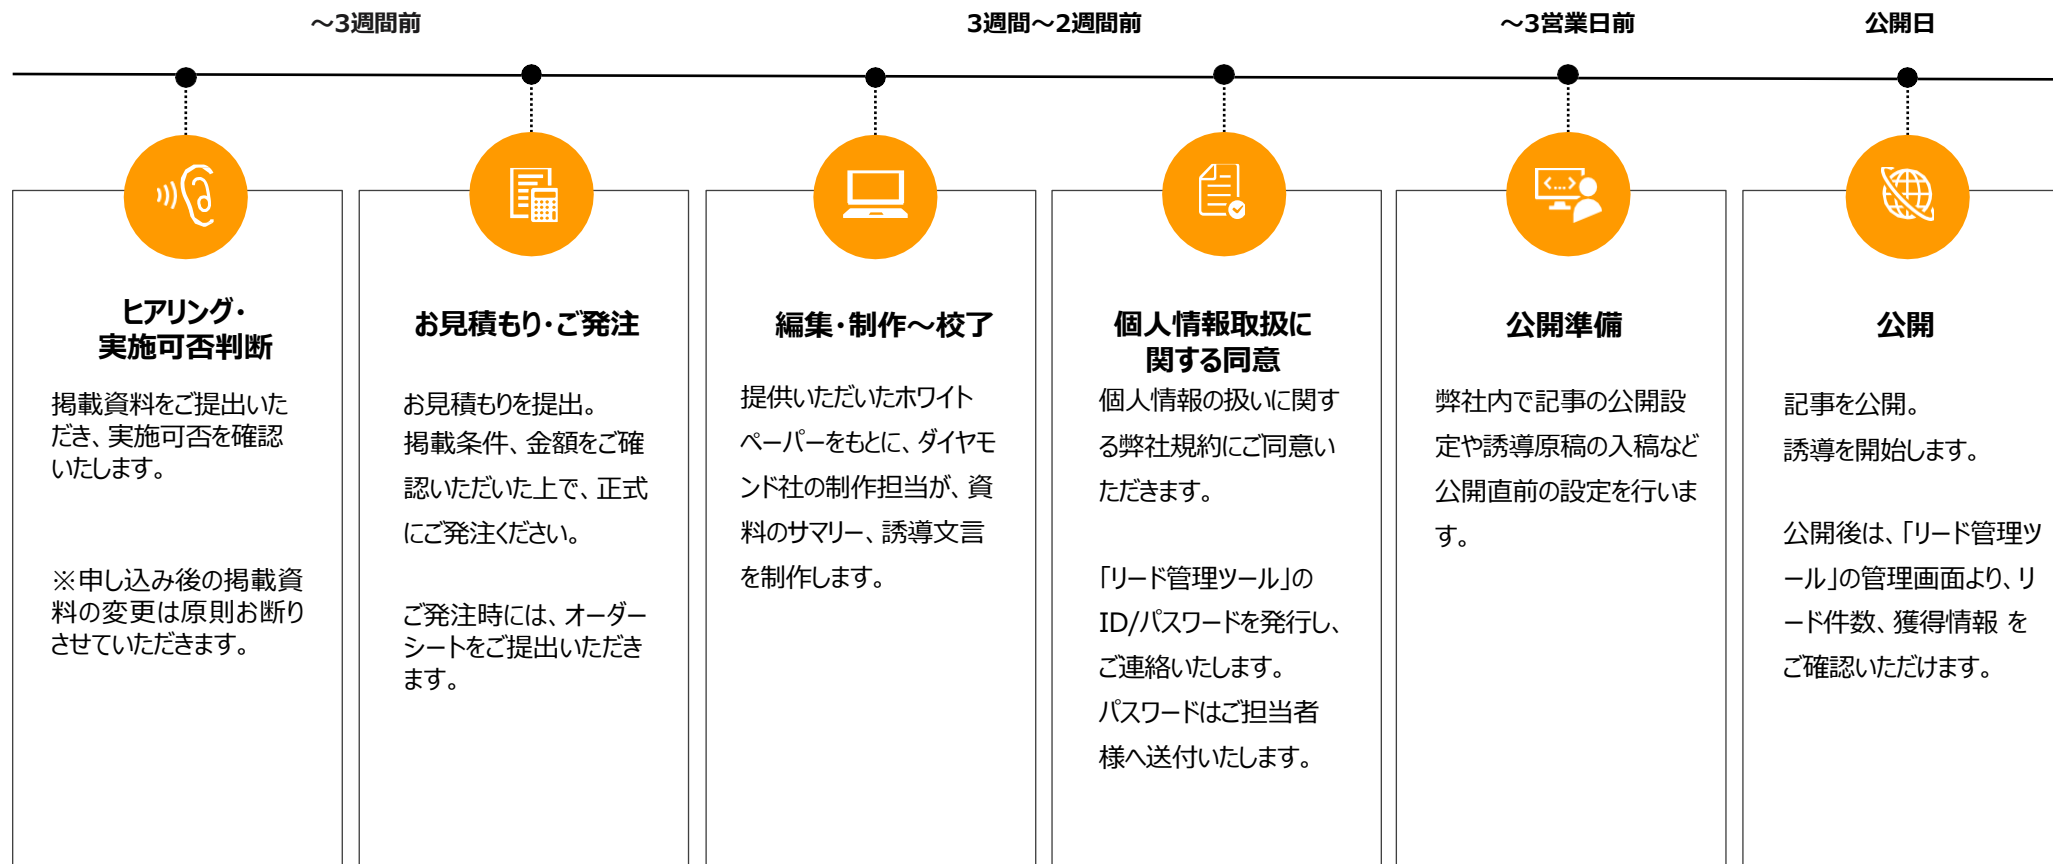 ～3週間前
3週間～2週間前
～3営業日前
公開日
ヒアリング・
実施可否判断
掲載資料をご提出いた
だき、実施可否を確認
いたします。
※申し込み後の掲載資
料の変更は原則お断り
させていただきます。
お見積もり・ご発注
お見積もりを提出。
掲載条件、金額をご確
認いただいた上で、正式
にご発注ください。
ご発注時には、オーダー
シートをご提出いただき
ます。
編集・制作～校了
提供いただいたホワイト
ペーパーをもとに、ダイヤモ
ンド社の制作担当が、資
料のサマリー、誘導文言
を制作します。
個人情報取扱に
関する同意
個人情報の扱いに関す
る弊社規約にご同意い
ただきます。
「リード管理ツール」の
ID/パスワードを発行し、
ご連絡いたします。
パスワードはご担当者
様へ送付いたします。
公開準備
弊社内で記事の公開設
定や誘導原稿の入稿など
公開直前の設定を行いま
す。
公開
記事を公開。
誘導を開始します。
公開後は、「リード管理ツ
ール」の管理画面より、リ
ード件数、獲得情報 を
ご確認いただけます。